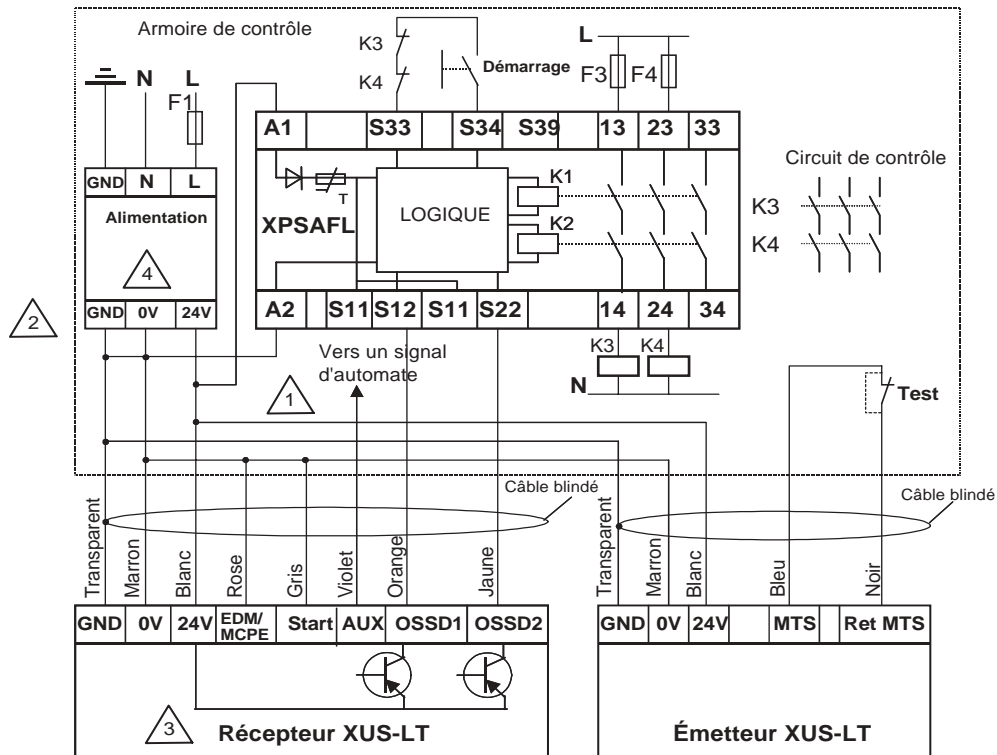 Armoire de contrôle
K3
K4
Démarrage
L
F3
F4
N
L
F1
A1
S33
S34
S39
13
23
33
GND
N
L
Alimentation
4
GND
0V
24V
T
XPSAFL
LOGIQUE
K1
K2
Circuit de contrôle
K3
K4
A2
S11
S12
S11
S22
14
24
34
2
1
Vers un signal
d'automate
K3
K4
N
Test
Câble blindé
Câble blindé
Transparent
Marron
Blanc
Rose
Gris
Violet
Orange
Jaune
Transparent
Marron
Blanc
Bleu
Noir
GND
0V
24V
EDM/
MCPE
Start
AUX
OSSD1
OSSD2
GND
0V
24V
MTS
Ret MTS
3
Récepteur XUS-LT
Émetteur XUS-LT